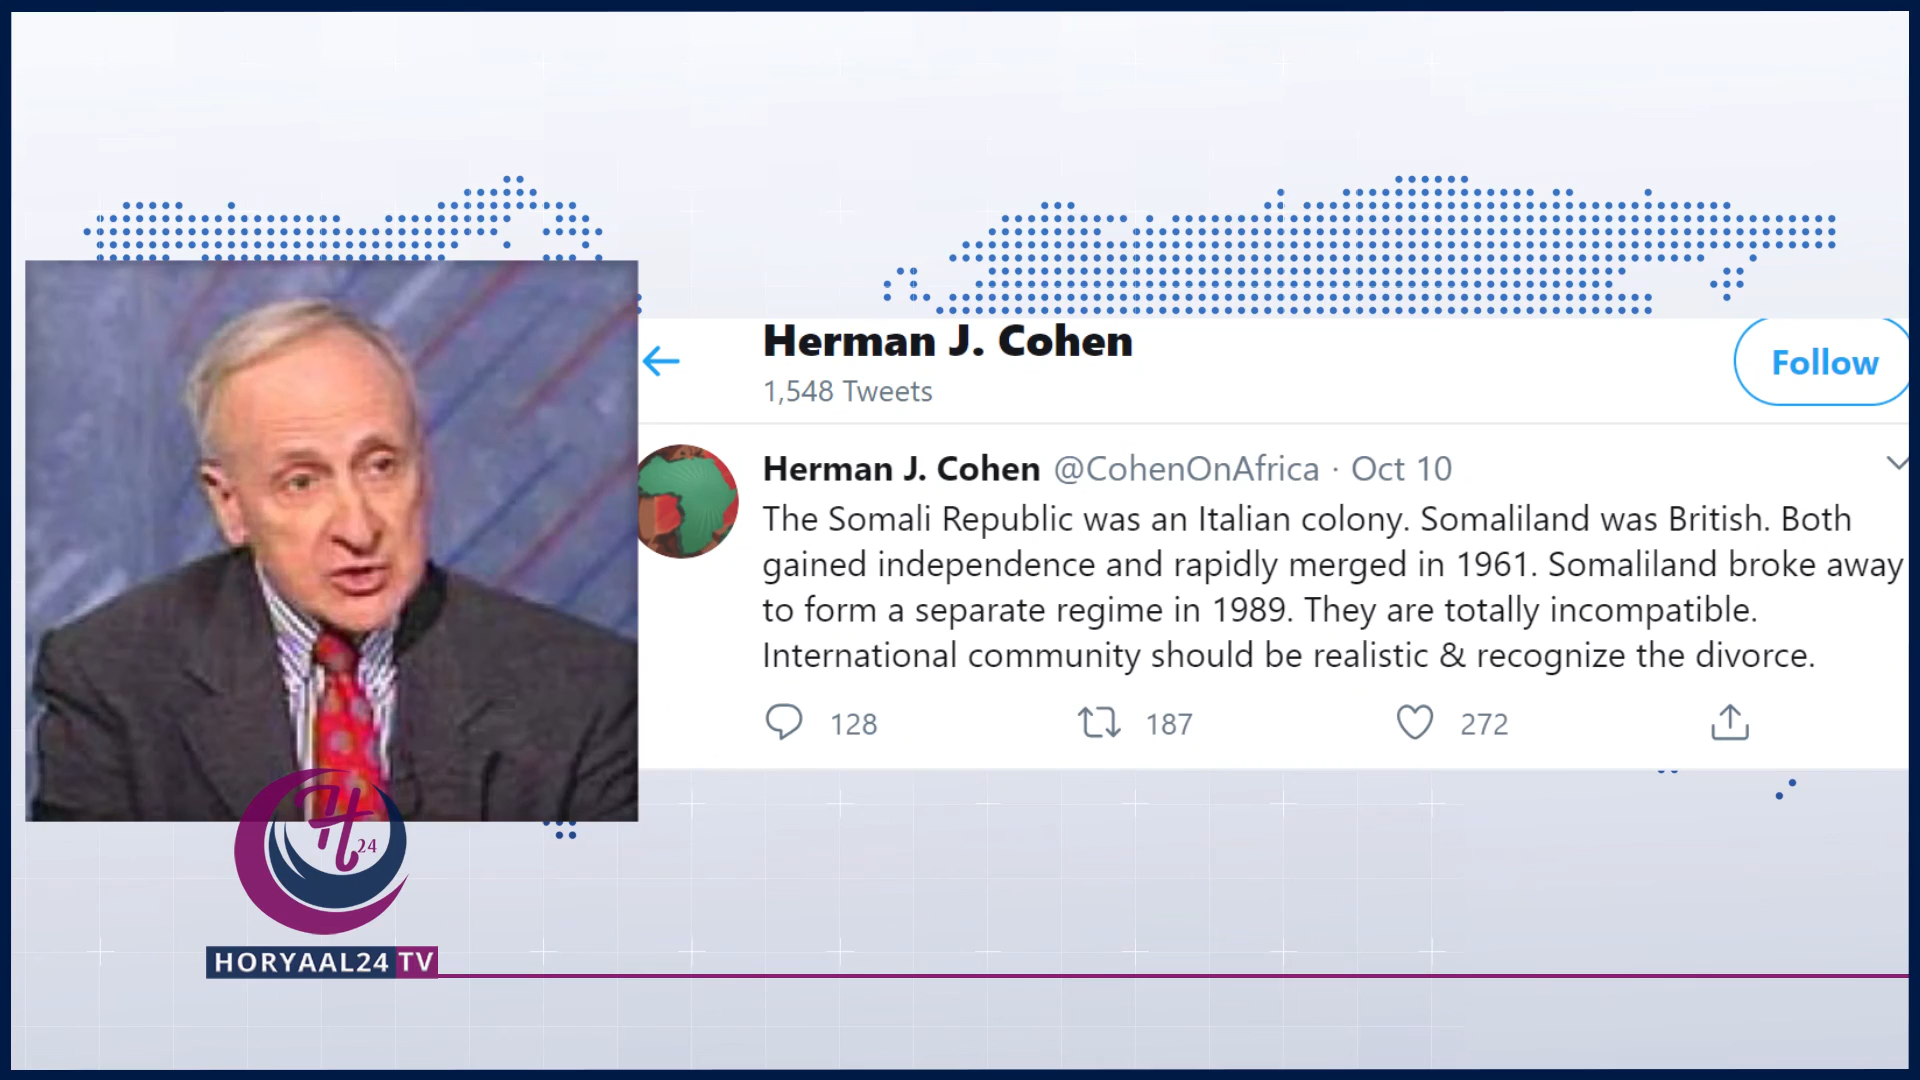 Herman J. Cohen
1,548 Tweets
Follow
Herman J. Cohen @CohenOnAfrica · Oct 10
The Somali Republic was an Italian colony. Somaliland was British. Both
gained independence and rapidly merged in 1961. Somaliland broke away
to form a separate regime in 1989. They are totally incompatible.
International community should be realistic & recognize the divorce.
128 187 272
H 24
HORYAAL24 TV